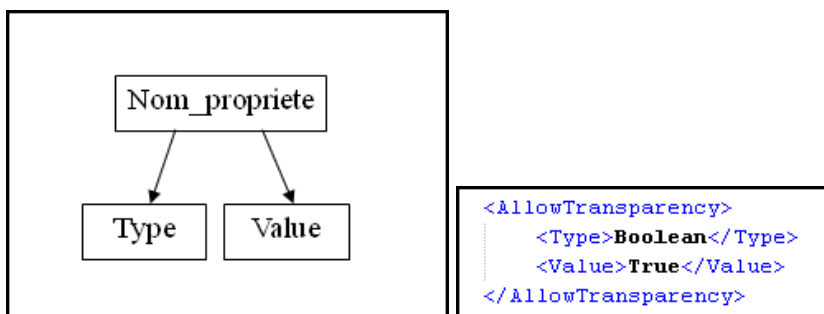 Nom_propriete
Type
Value
<AllowTransparency>
<Type>Boolean</Type>
<Value>True</Value>
</AllowTransparency>